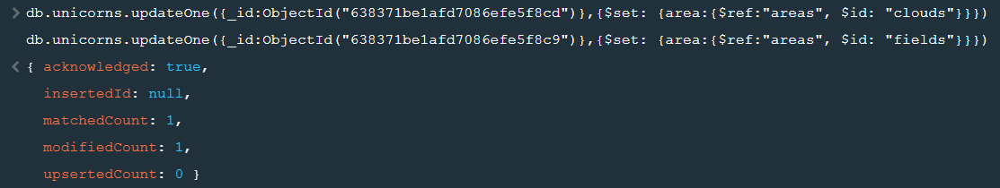 > db.unicorns.updateOne({_id:ObjectId("638371be1afd7086efe5f8cd")},{$set: {area:{$ref:"areas", $id: "clouds"}}})
db.unicorns.updateOne({_id:ObjectId("638371be1afd7086efe5f8c9")},{$set: {area:{$ref:"areas", $id: "fields"}}})
< { acknowledged: true,
insertedId: null,
matchedCount: 1,
modifiedCount: 1,
upsertedCount: 0 }